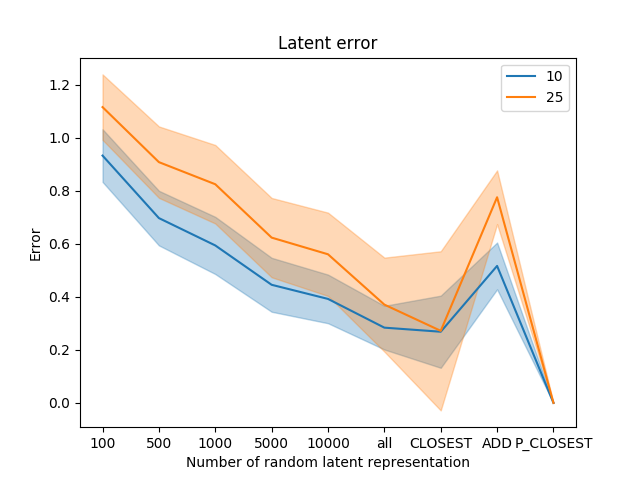 Latent error
10
25
Error
1.2
1.0
0.8
0.6
0.4
0.2
0.0
100 500 1000 5000 10000 all CLOSEST ADD P_CLOSEST
Number of random latent representation